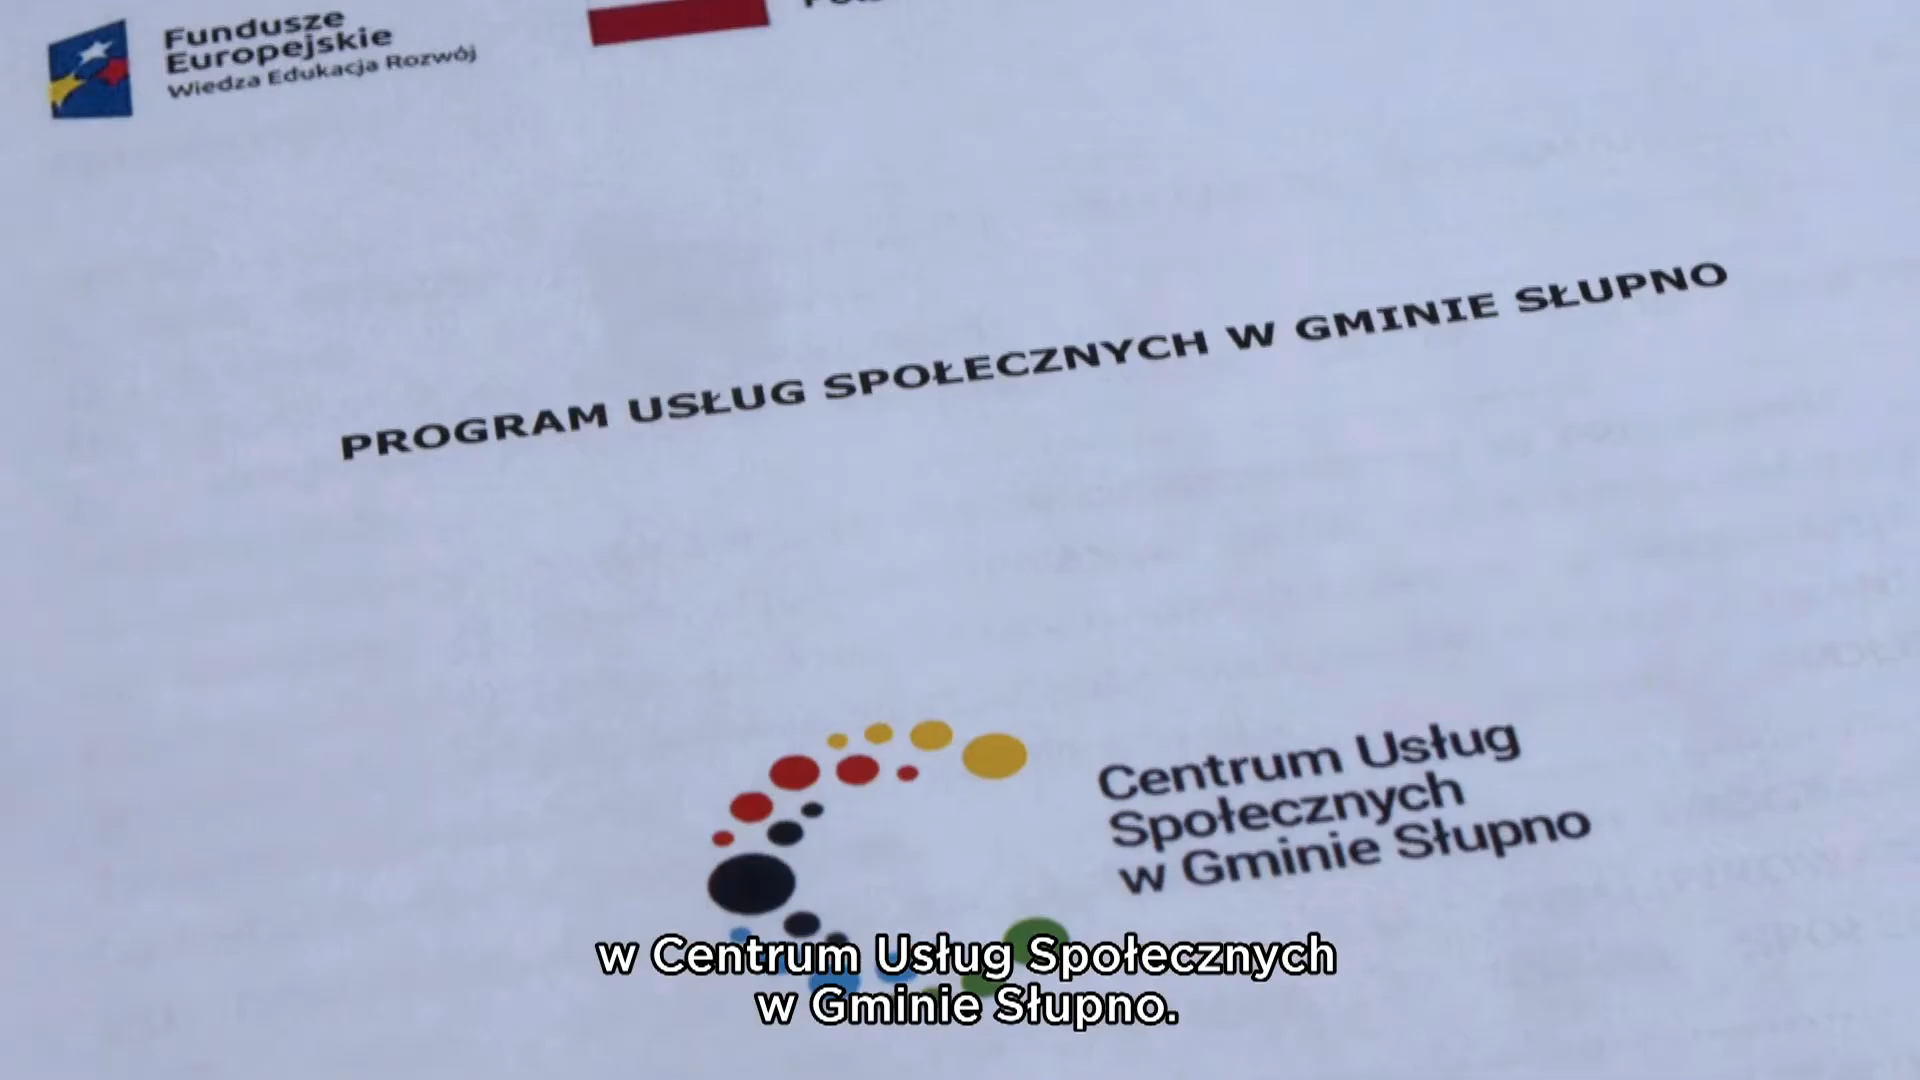 Fundusze
Europejskie
Wiedza Edukacja Rozwój
PROGRAM USŁUG SPOŁECZNYCH W GMINIE SŁUPNO
Centrum Usług
Społecznych
w Gminie Słupno
w Centrum Usług Społecznych
w Gminie Słupno.